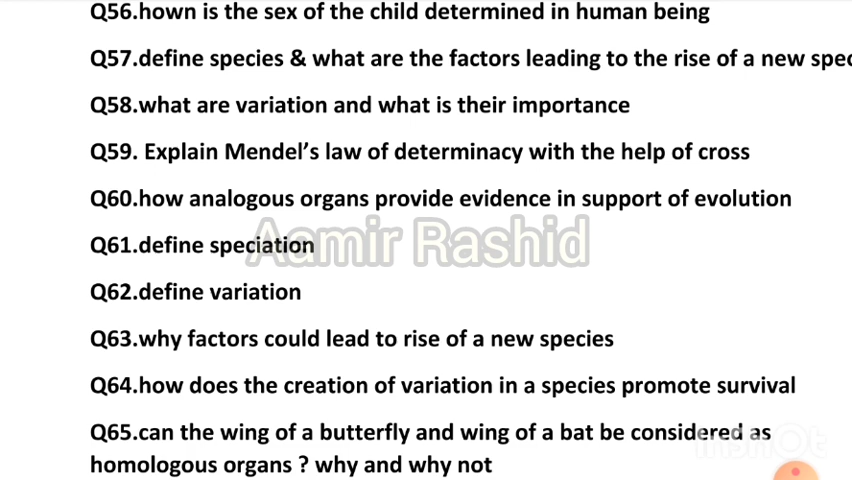 Q56.hown is the sex of the child determined in human being
Q57.define species & what are the factors leading to the rise of a new spec
Q58.what are variation and what is their importance
Q59. Explain Mendel’s law of determinacy with the help of cross
Q60.how analogous organs provide evidence in support of evolution
Aamir Rashid
Q61.define speciation
Q62.define variation
Q63.why factors could lead to rise of a new species
Q64.how does the creation of variation in a species promote survival
Q65.can the wing of a butterfly and wing of a bat be considered as
InShOt
homologous organs ? why and why not